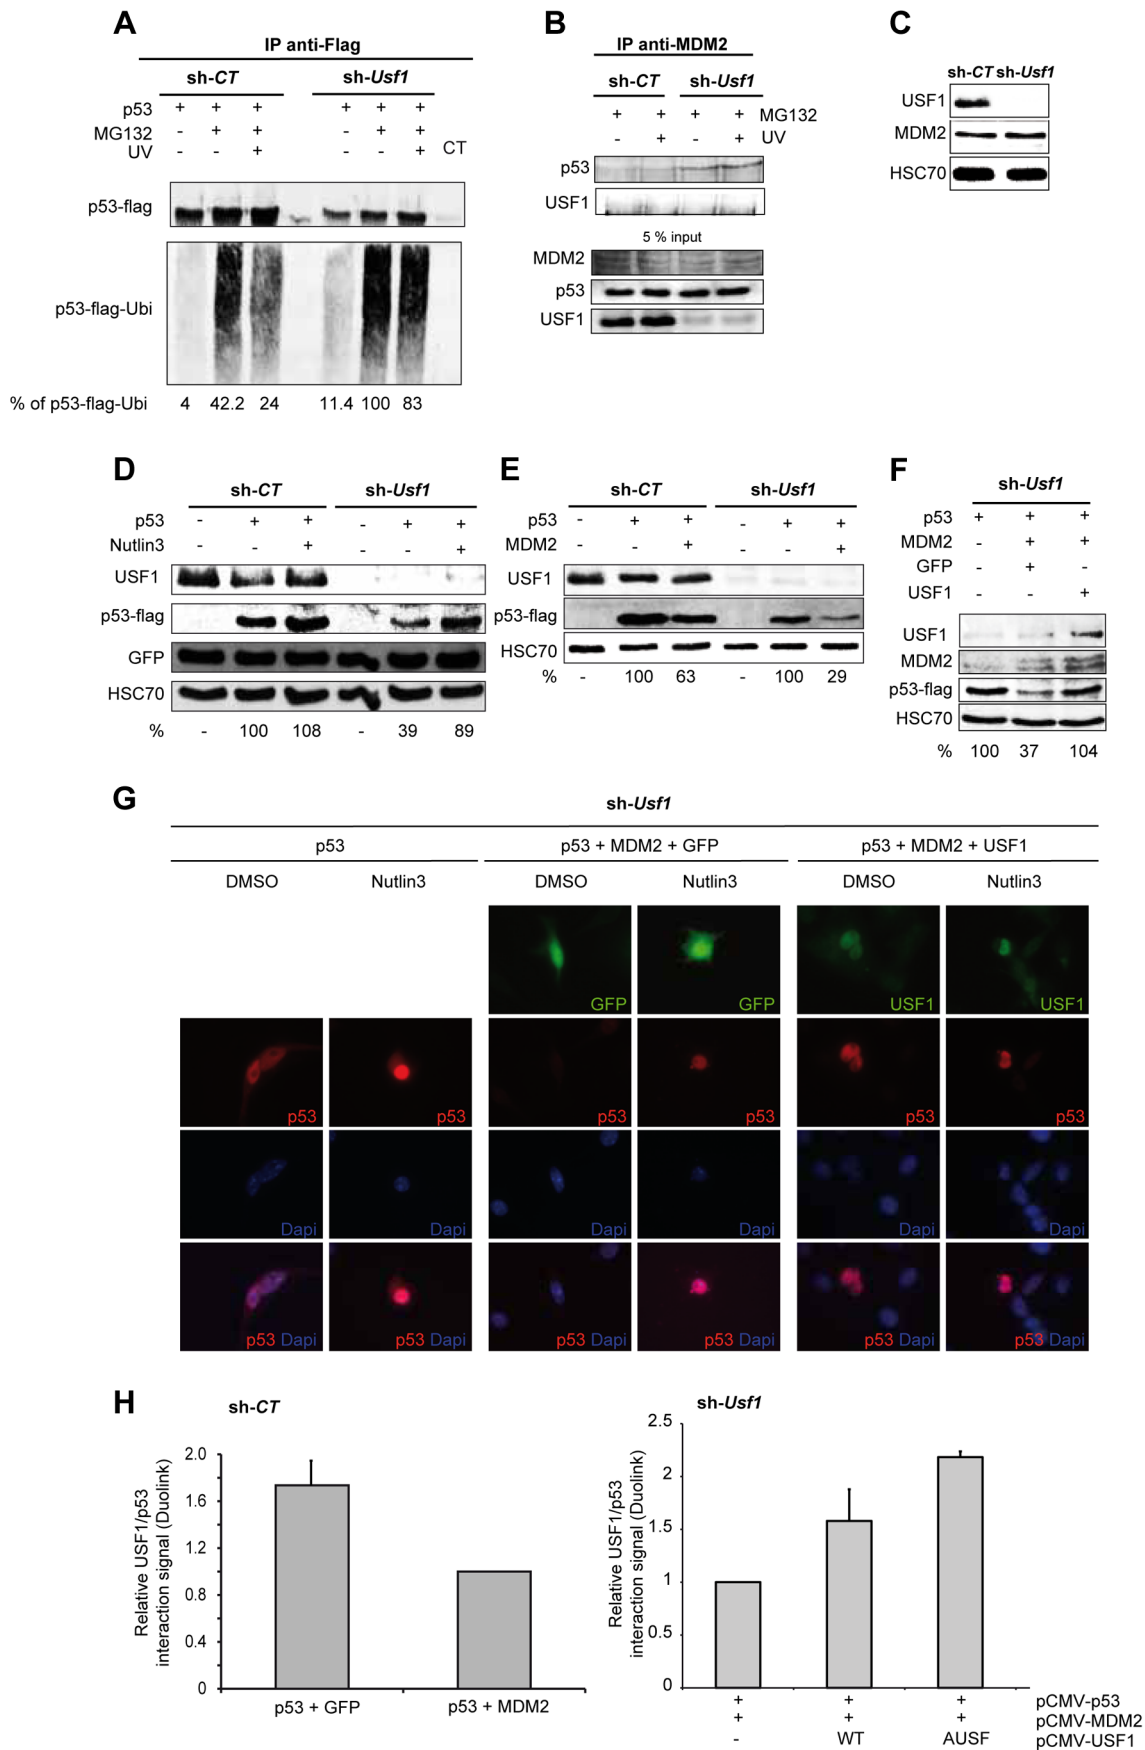 A
IP anti-Flag
sh-CT sh-Usf1
p53 + + + + + +
MG132 - + + - + +
UV - - + - - + CT
p53-flag
p53-flag-Ubi
% of p53-flag-Ubi 4 42.2 24 11.4 100 83
B
IP anti-MDM2
sh-CT sh-Usf1
+ + + + MG132
- + - + UV
p53
USF1
5 % input
MDM2
p53
USF1
C
sh-CT sh-Usf1
USF1
MDM2
HSC70
D
sh-CT sh-Usf1
p53 - + + - + +
Nutlin3 - - + - - +
USF1
p53-flag
GFP
HSC70
% - 100 108 - 39 89
E
sh-CT sh-Usf1
p53 - + + - + +
MDM2 - - + - - +
USF1
p53-flag
HSC70
% - 100 63 - 100 29
F
sh-Usf1
p53 + + +
MDM2 - + +
GFP - + -
USF1 - - +
USF1
MDM2
p53-flag
HSC70
% 100 37 104
G
sh-Usf1
p53 p53 + MDM2 + GFP p53 + MDM2 + USF1
DMSO Nutlin3 DMSO Nutlin3 DMSO Nutlin3
GFP GFP USF1 USF1
p53 p53 p53 p53 p53 p53
Dapi Dapi Dapi Dapi Dapi Dapi
p53 Dapi p53 Dapi p53 Dapi p53 Dapi p53 Dapi p53 Dapi
H
sh-CT
Relative USF1/p53
interaction signal (Duolink)
2.0
1.6
1.2
0.8
0.4
0
p53 + GFP p53 + MDM2
sh-Usf1
Relative USF1/p53
interaction signal (Duolink)
2.5
2
1.5
1
0.5
0
+ + + pCMV-p53
+ + + pCMV-MDM2
- WT AUSF pCMV-USF1